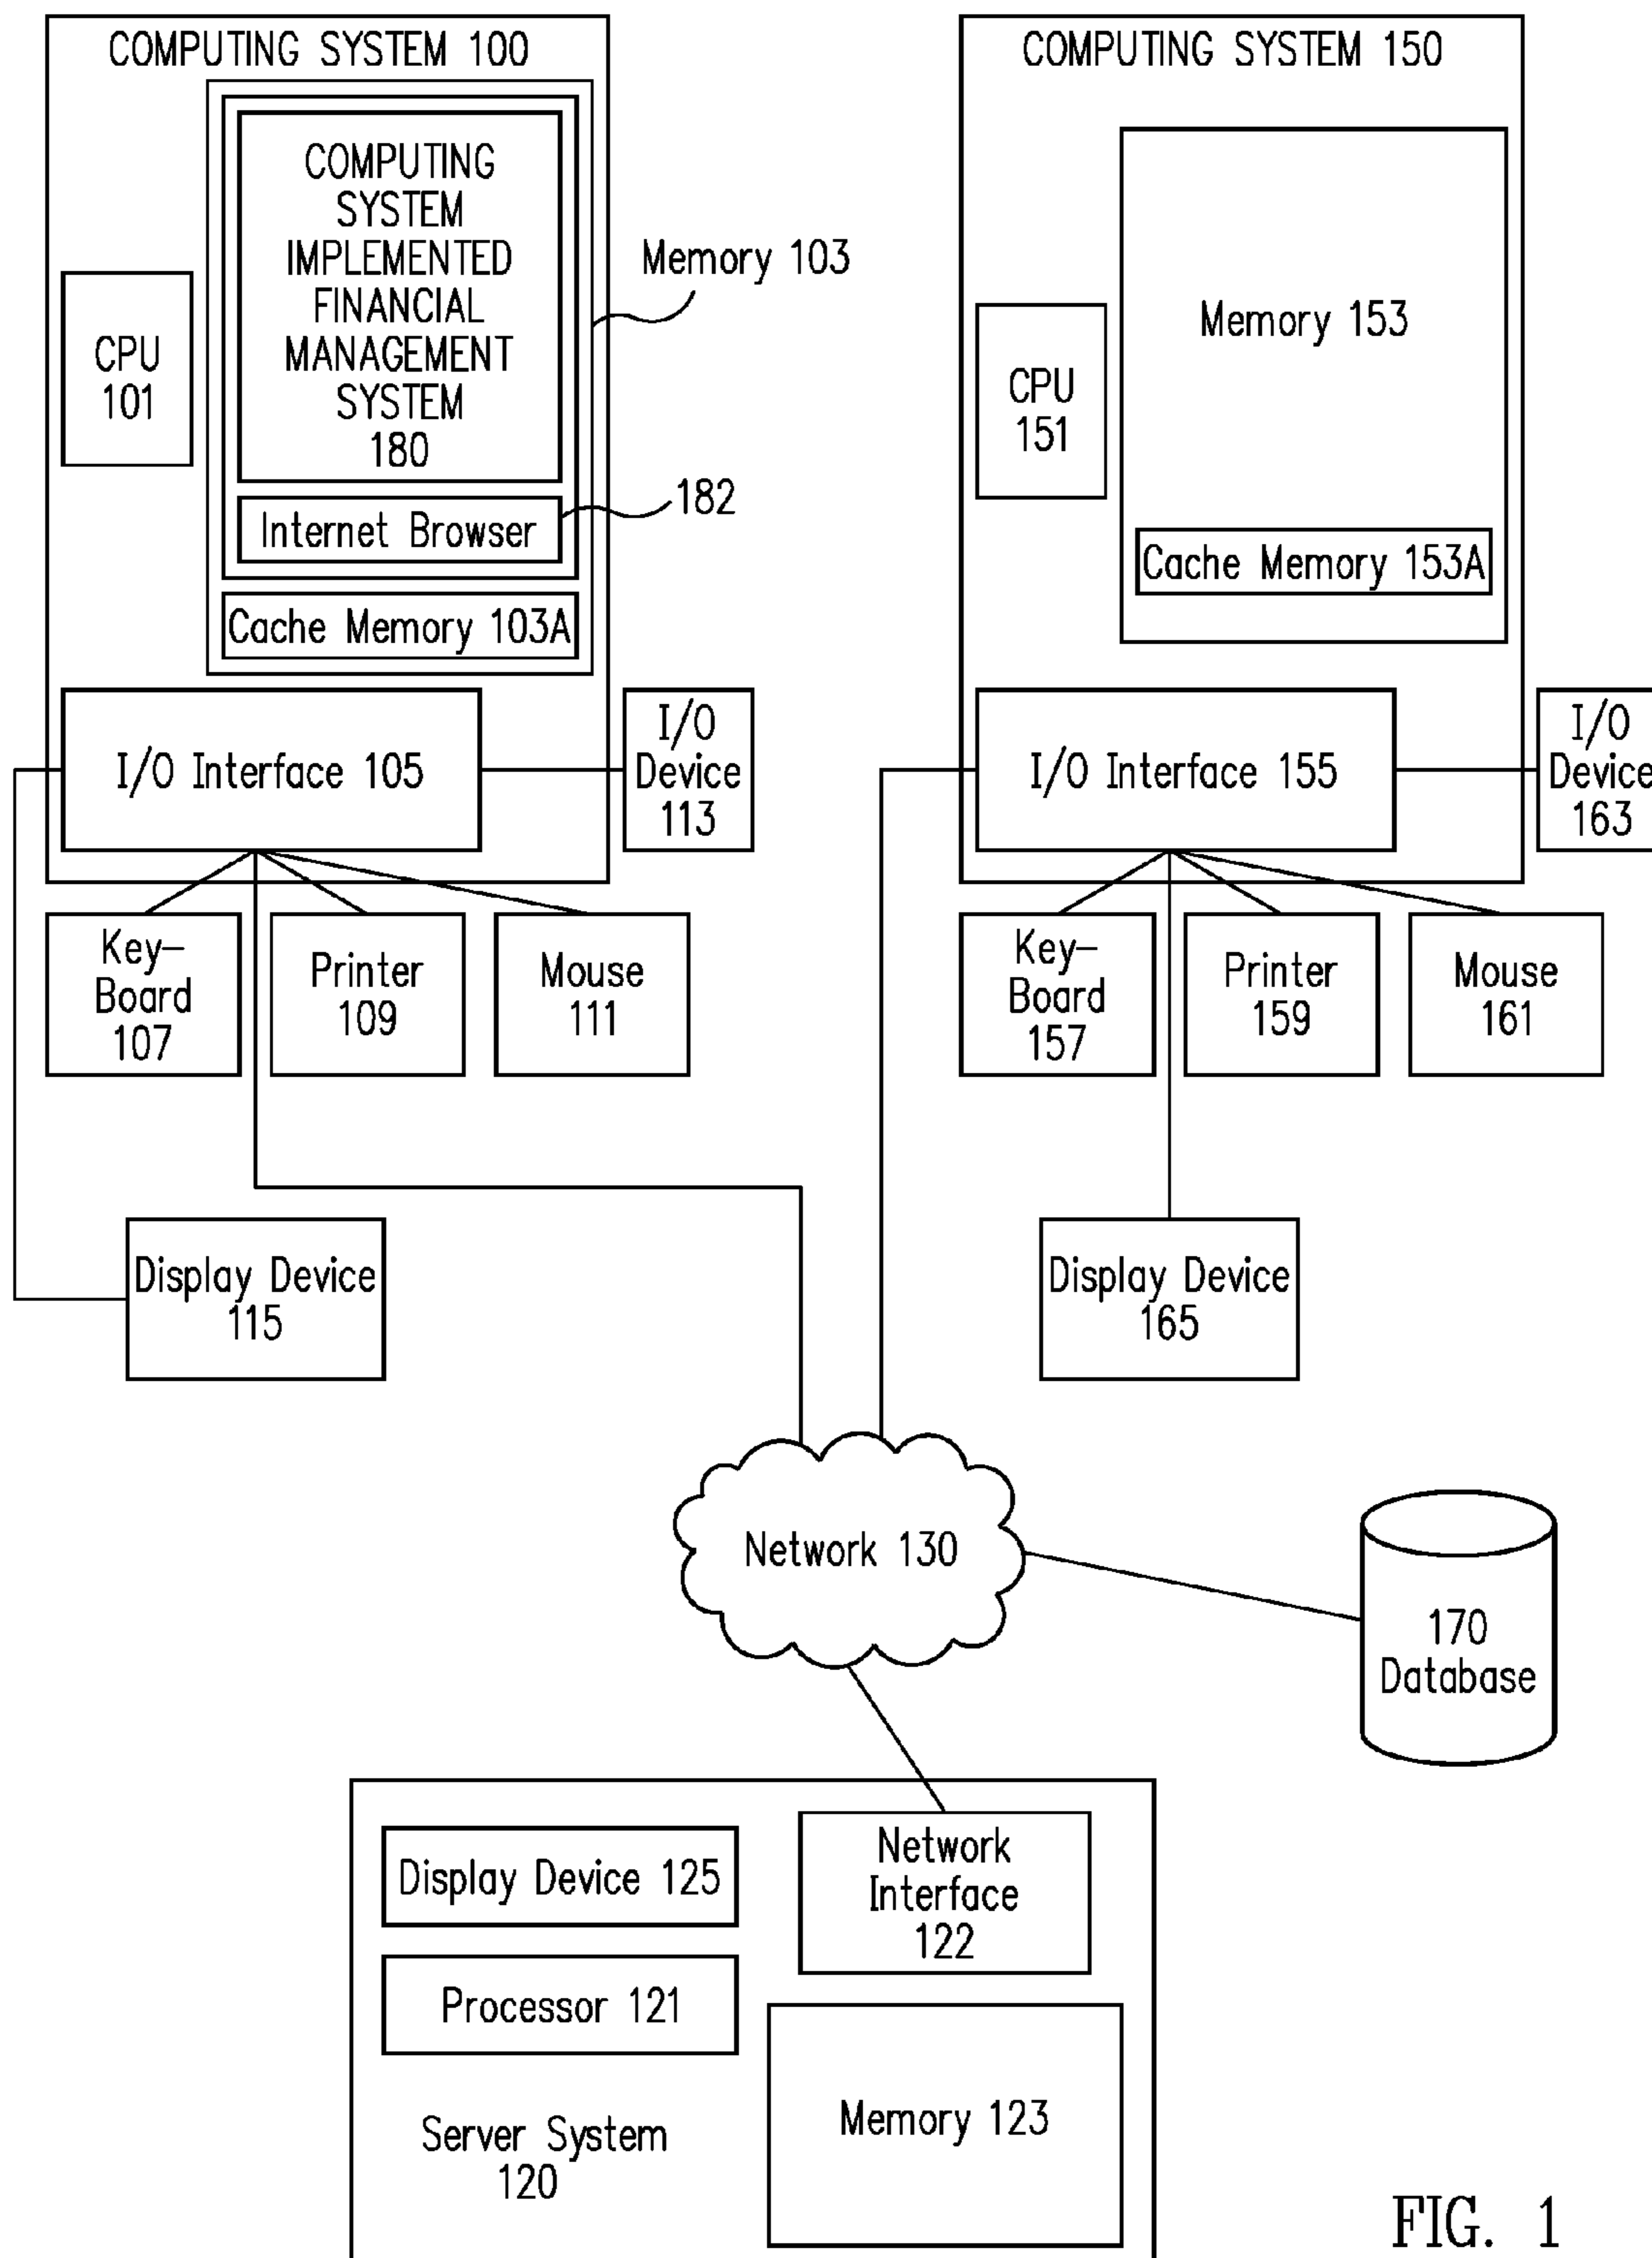 COMPUTING SYSTEM 100
COMPUTING
SYSTEM
IMPLEMENTED
FINANCIAL
MANAGEMENT
SYSTEM
180
Memory 103
CPU
101
182
Internet Browser
Cache Memory 103A
I/O Interface 105
I/O
Device
113
Key-
Board
107
Printer
109
Mouse
111
Display Device
115
COMPUTING SYSTEM 150
Memory 153
CPU
151
Cache Memory 153A
I/O Interface 155
I/O
Device
163
Key-
Board
157
Printer
159
Mouse
161
Display Device
165
Network 130
170
Database
Display Device 125
Network
Interface
122
Processor 121
Memory 123
Server System
120
FIG. 1